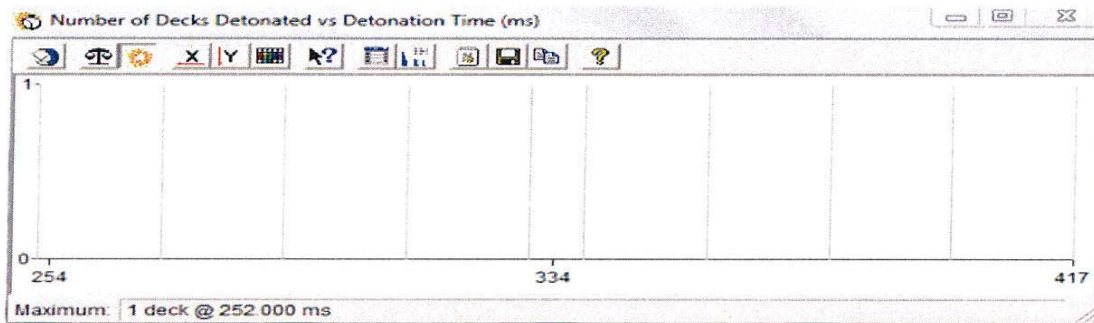 Number of Decks Detonated vs Detonation Time (ms)
X Y
1
0
254 334 417
Maximum: 1 deck @ 252.000 ms